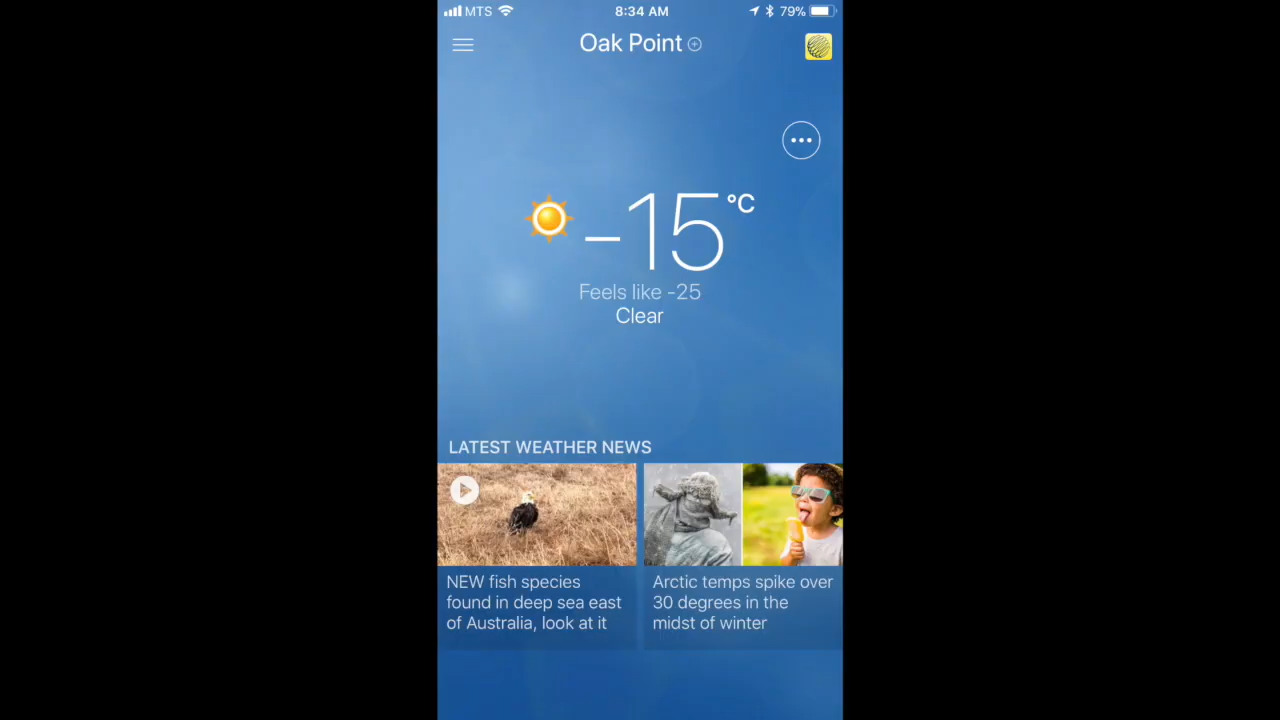 MTS 8:34 AM 79%
Oak Point
-15 °C
Feels like -25
Clear
LATEST WEATHER NEWS
NEW fish species
found in deep sea east
of Australia, look at it
Arctic temps spike over
30 degrees in the
midst of winter